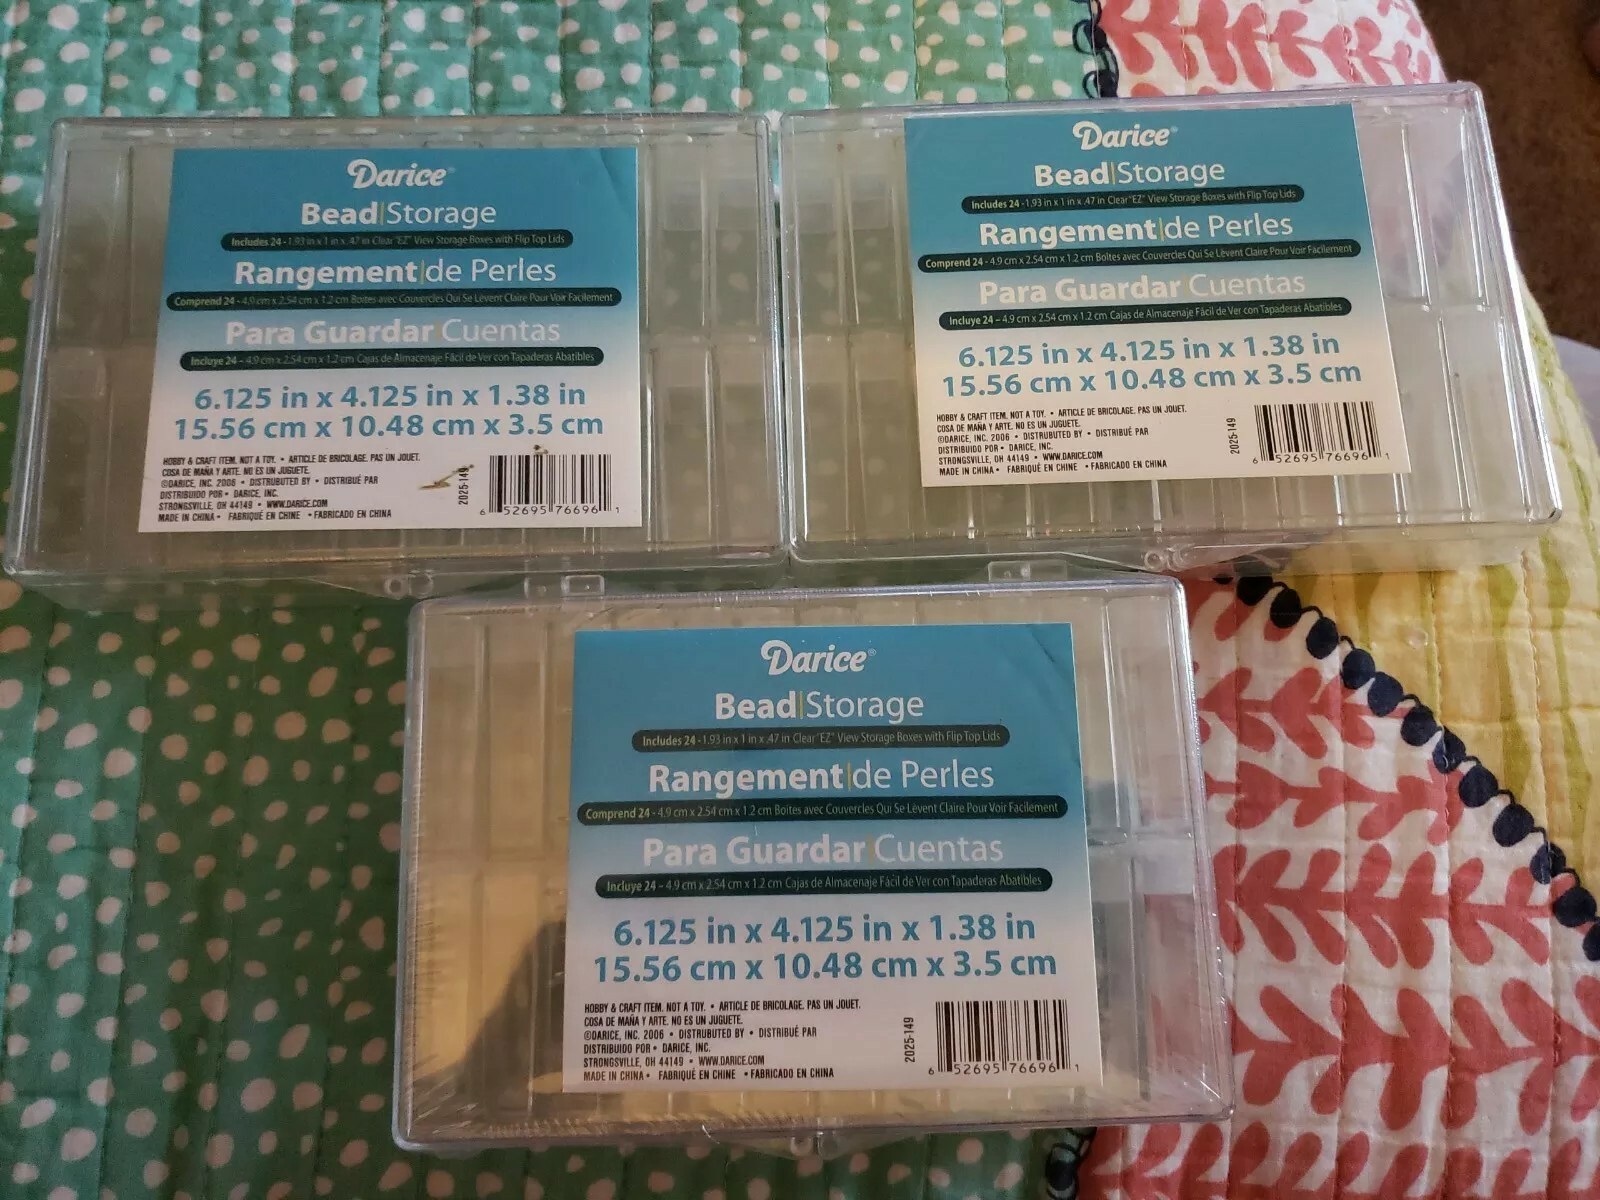 Darice®
Bead|Storage
Includes 24 - 1.93 in x 1 in x .47 in Clear "EZ" View Storage Boxes with Flip Top Lids
Rangement|de Perles
Comprend 24 - 4.9 cm x 2.54 cm x 1.2 cm Boites avec Couvercles Qui Se Lèvent Claire Pour Voir Facilement
Para Guardar|Cuentas
Incluye 24 – 4.9 cm x 2.54 cm x 1.2 cm Cajas de Almacenaje Fácil de Ver con Tapaderas Abatibles
6.125 in x 4.125 in x 1.38 in
15.56 cm x 10.48 cm x 3.5 cm
HOBBY & CRAFT ITEM. NOT A TOY. • ARTICLE DE BRICOLAGE. PAS UN JOUET.
COSA DE MAÑA Y ARTE. NO ES UN JUGUETE.
©DARICE, INC. 2006 • DISTRUBUTED BY • DISTRIBUÉ PAR
DISTRIBUIDO POR • DARICE, INC.
STRONGSVILLE, OH 44149 • WWW.DARICE.COM
MADE IN CHINA • FABRIQUÉ EN CHINE • FABRICADO EN CHINA
2025-149
6 52695 76696 1
Darice®
Bead|Storage
Includes 24 - 1.93 in x 1 in x .47 in Clear "EZ" View Storage Boxes with Flip Top Lids
Rangement|de Perles
Comprend 24 - 4.9 cm x 2.54 cm x 1.2 cm Boites avec Couvercles Qui Se Lèvent Claire Pour Voir Facilement
Para Guardar|Cuentas
Incluye 24 – 4.9 cm x 2.54 cm x 1.2 cm Cajas de Almacenaje Fácil de Ver con Tapaderas Abatibles
6.125 in x 4.125 in x 1.38 in
15.56 cm x 10.48 cm x 3.5 cm
HOBBY & CRAFT ITEM. NOT A TOY. • ARTICLE DE BRICOLAGE. PAS UN JOUET.
COSA DE MAÑA Y ARTE. NO ES UN JUGUETE.
©DARICE, INC. 2006 • DISTRUBUTED BY • DISTRIBUÉ PAR
DISTRIBUIDO POR • DARICE, INC.
STRONGSVILLE, OH 44149 • WWW.DARICE.COM
MADE IN CHINA • FABRIQUÉ EN CHINE • FABRICADO EN CHINA
2025-149
6 52695 76696 1
Darice®
Bead|Storage
Includes 24 - 1.93 in x 1 in x .47 in Clear "EZ" View Storage Boxes with Flip Top Lids
Rangement|de Perles
Comprend 24 - 4.9 cm x 2.54 cm x 1.2 cm Boites avec Couvercles Qui Se Lèvent Claire Pour Voir Facilement
Para Guardar|Cuentas
Incluye 24 – 4.9 cm x 2.54 cm x 1.2 cm Cajas de Almacenaje Fácil de Ver con Tapaderas Abatibles
6.125 in x 4.125 in x 1.38 in
15.56 cm x 10.48 cm x 3.5 cm
HOBBY & CRAFT ITEM. NOT A TOY. • ARTICLE DE BRICOLAGE. PAS UN JOUET.
COSA DE MAÑA Y ARTE. NO ES UN JUGUETE.
©DARICE, INC. 2006 • DISTRUBUTED BY • DISTRIBUÉ PAR
DISTRIBUIDO POR • DARICE, INC.
STRONGSVILLE, OH 44149 • WWW.DARICE.COM
MADE IN CHINA • FABRIQUÉ EN CHINE • FABRICADO EN CHINA
2025-149
6 52695 76696 1